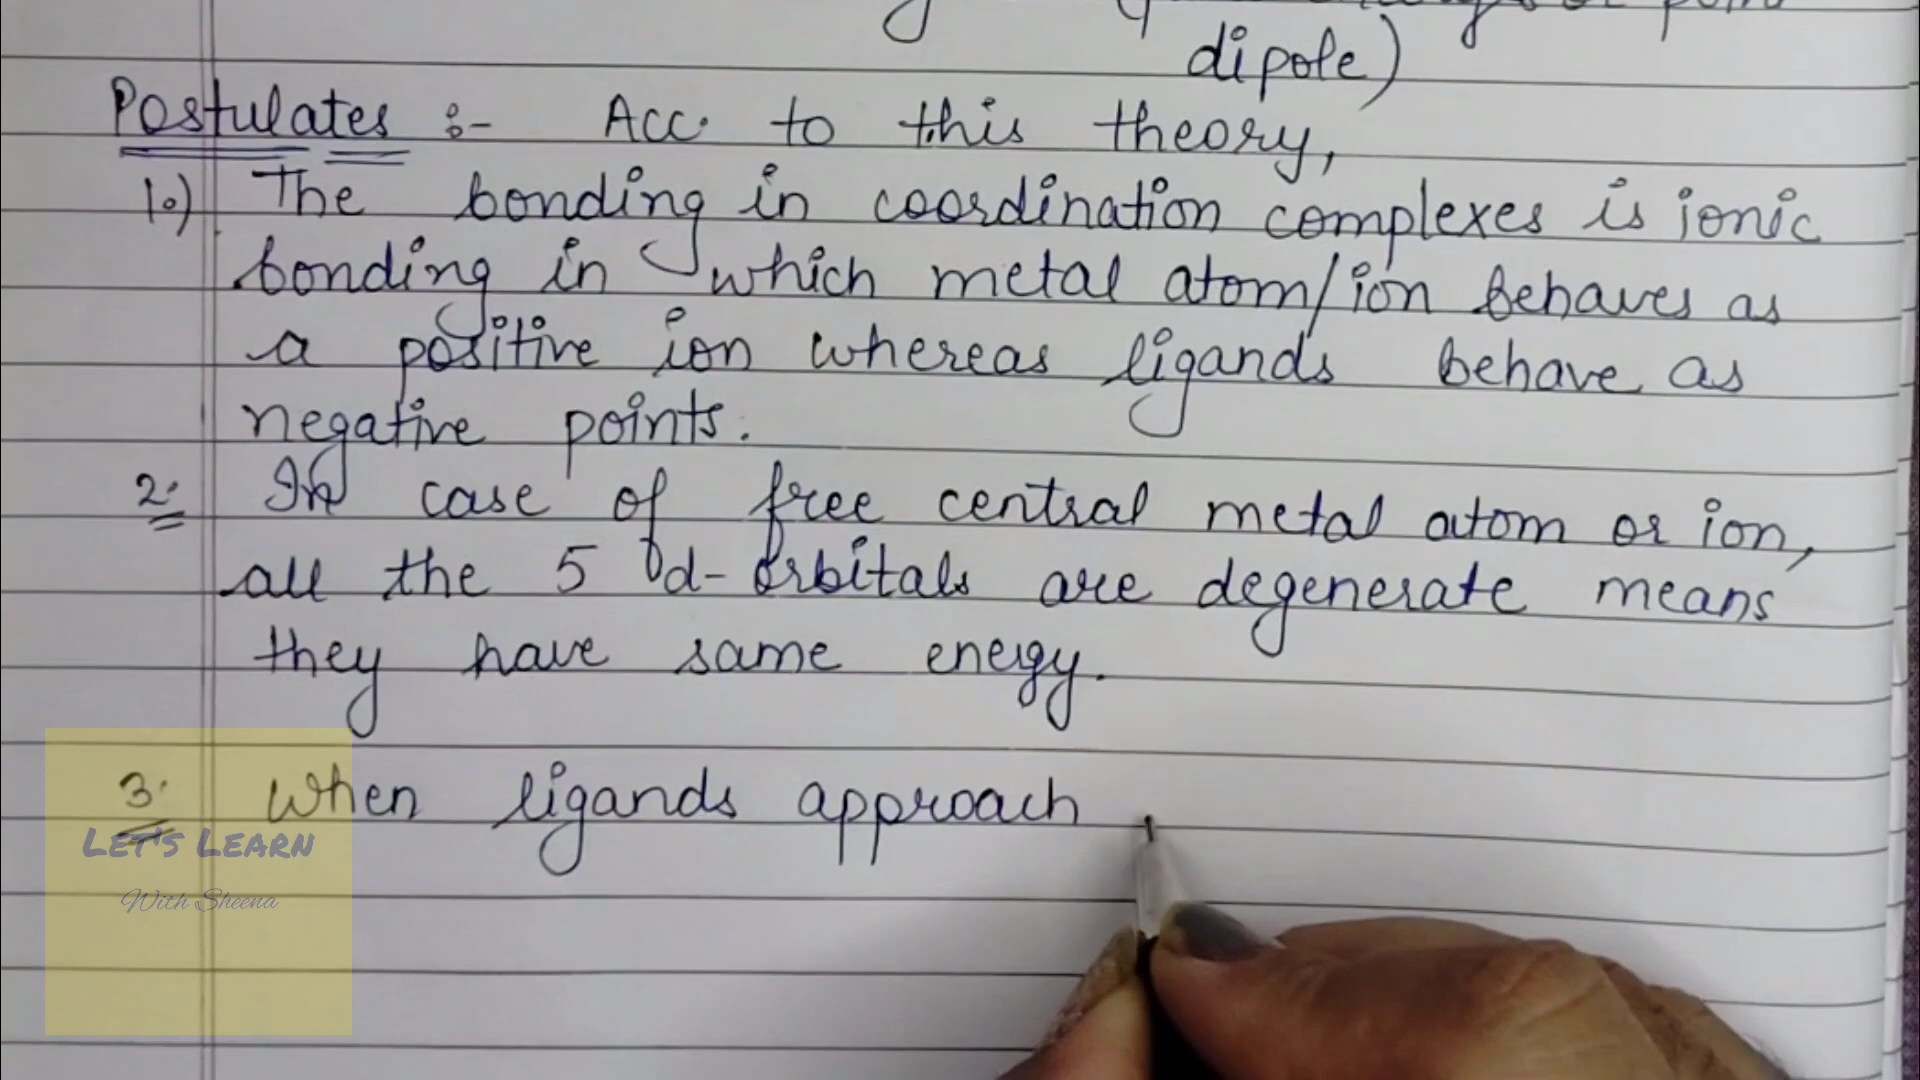 dipole)
Postulates :- Acc. to this theory,
1.) The bonding in coordination complexes is ionic
bonding in which metal atom/ion behaves as
a positive ion whereas ligands behave as
negative points.
2. In case of free central metal atom or ion,
all the 5 d-orbitals are degenerate means
they have same energy.
3. When ligands approach
LET'S LEARN
With Sheena